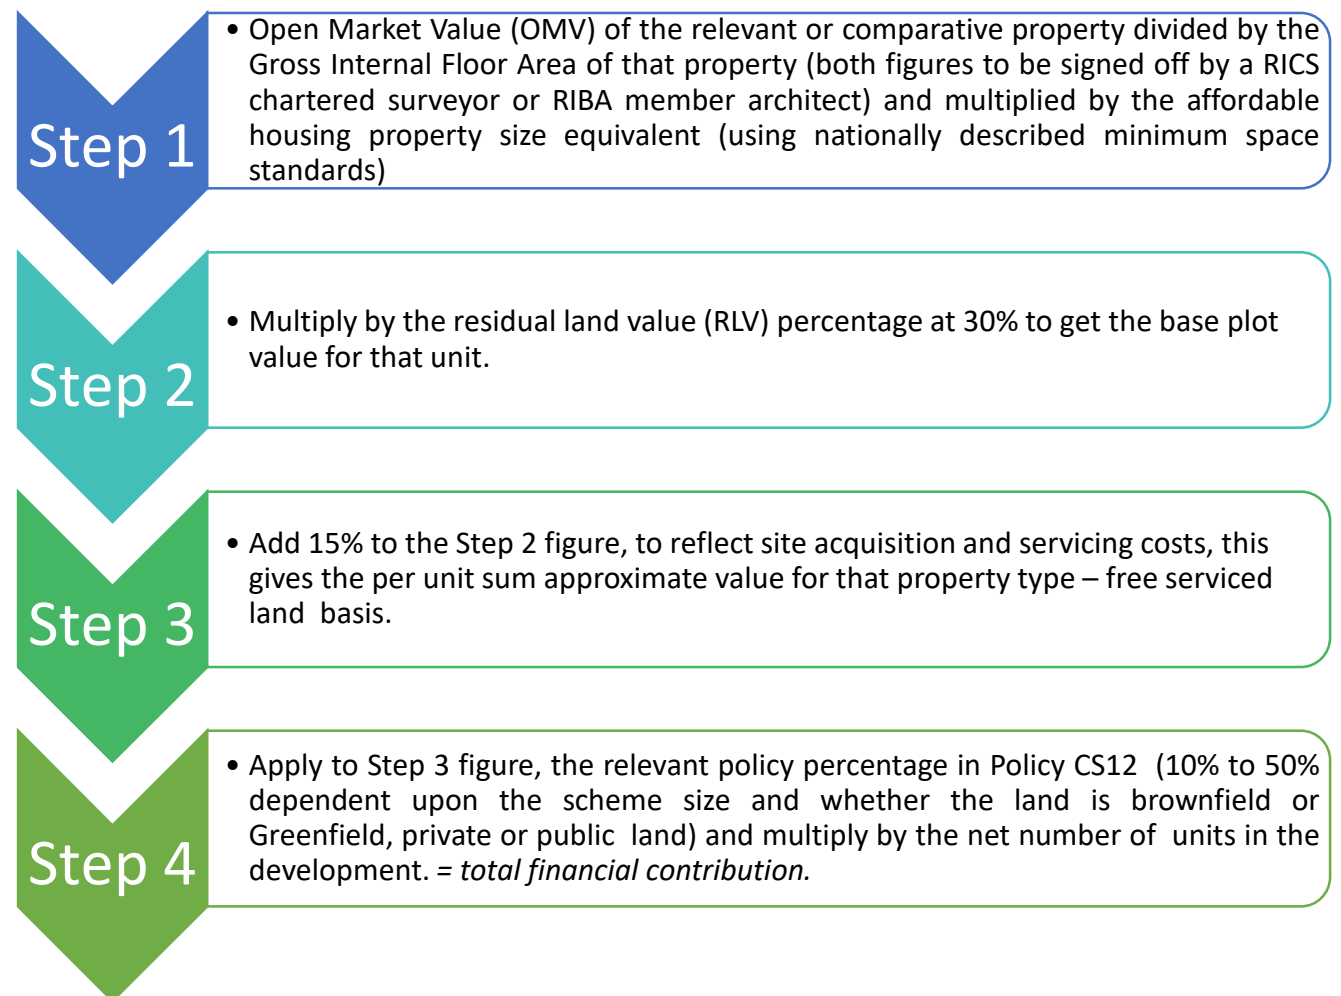 Step 1
• Open Market Value (OMV) of the relevant or comparative property divided by the
Gross Internal Floor Area of that property (both figures to be signed off by a RICS
chartered surveyor or RIBA member architect) and multiplied by the affordable
housing property size equivalent (using nationally described minimum space
standards)
Step 2
• Multiply by the residual land value (RLV) percentage at 30% to get the base plot
value for that unit.
Step 3
• Add 15% to the Step 2 figure, to reflect site acquisition and servicing costs, this
gives the per unit sum approximate value for that property type – free serviced
land basis.
Step 4
• Apply to Step 3 figure, the relevant policy percentage in Policy CS12 (10% to 50%
dependent upon the scheme size and whether the land is brownfield or
Greenfield, private or public land) and multiply by the net number of units in the
development. = total financial contribution.